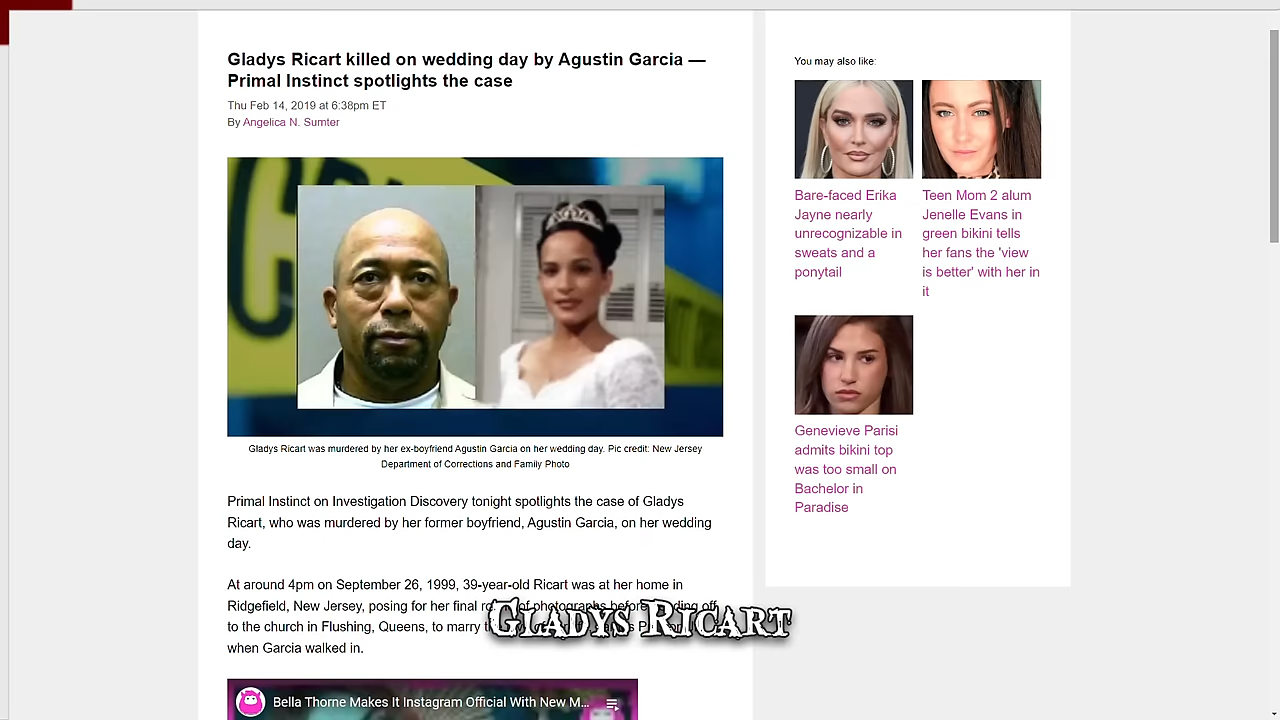 Gladys Ricart killed on wedding day by Agustin Garcia —
Primal Instinct spotlights the case
Thu Feb 14, 2019 at 6:38pm ET
By Angelica N. Sumter
Gladys Ricart was murdered by her ex-boyfriend Agustin Garcia on her wedding day. Pic credit: New Jersey
Department of Corrections and Family Photo
Primal Instinct on Investigation Discovery tonight spotlights the case of Gladys
Ricart, who was murdered by her former boyfriend, Agustin Garcia, on her wedding
day.
At around 4pm on September 26, 1999, 39-year-old Ricart was at her home in
Ridgefield, New Jersey, posing for her final of photographs before off
to the church in Flushing, Queens, to marry
when Garcia walked in.
Gladys Ricart
Bella Thorne Makes It Instagram Official With New M...
You may also like:
Bare-faced Erika
Jayne nearly
unrecognizable in
sweats and a
ponytail
Teen Mom 2 alum
Jenelle Evans in
green bikini tells
her fans the 'view
is better' with her in
it
Genevieve Parisi
admits bikini top
was too small on
Bachelor in
Paradise